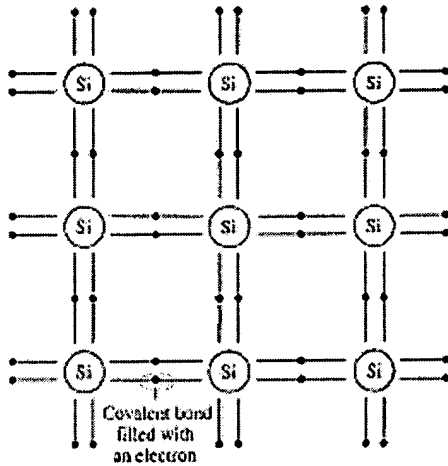 Si Si Si
Si Si Si
Si Si Si
Covalent bond
filled with
an electron